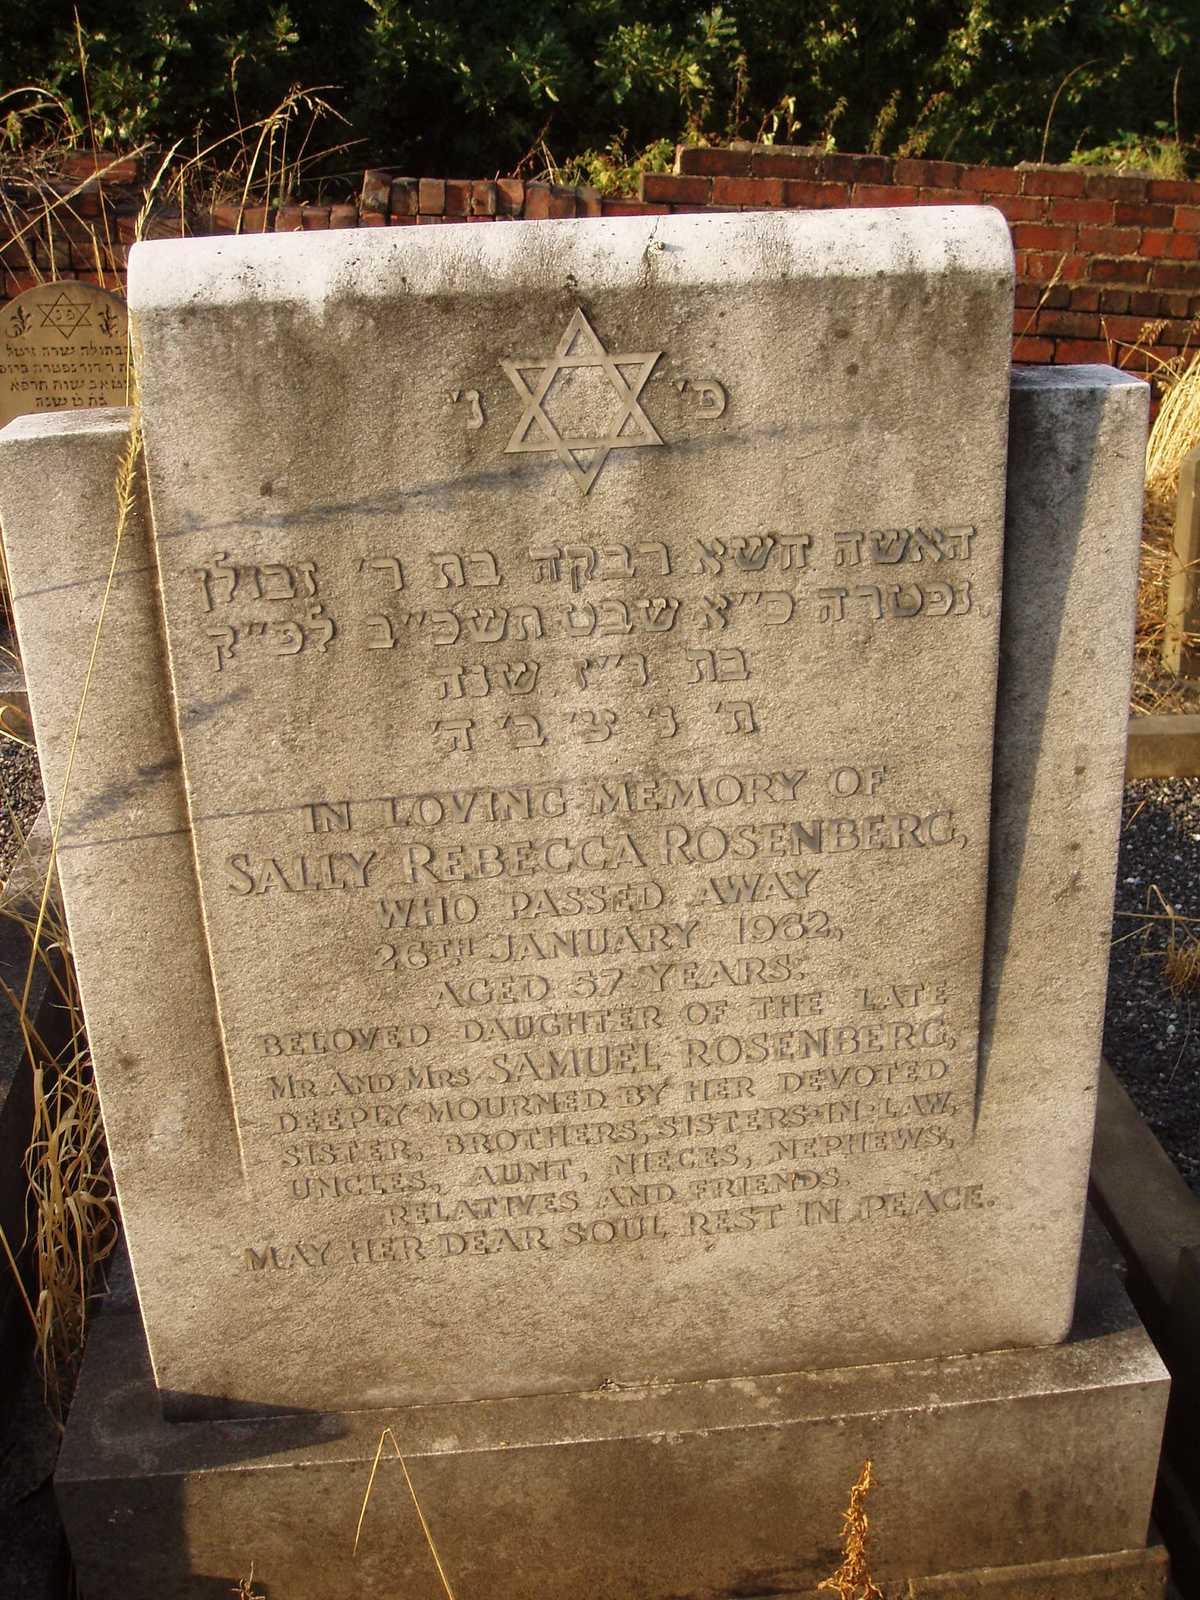 פ׳ נ׳
האשה חשא רבקה בת ר׳ זבולן
נפטרה כ״א שבט תשכ״ב לפ״ק
בת נ״ז שנה
ת׳ נ׳ צ׳ ב׳ ה׳
IN LOVING MEMORY OF
SALLY REBECCA ROSENBERG,
WHO PASSED AWAY
26TH JANUARY 1962,
AGED 57 YEARS.
BELOVED DAUGHTER OF THE LATE
MR AND MRS SAMUEL ROSENBERG,
DEEPLY MOURNED BY HER DEVOTED
SISTER, BROTHERS, SISTERS-IN-LAW,
UNCLES, AUNT, NIECES, NEPHEWS,
RELATIVES AND FRIENDS.
MAY HER DEAR SOUL REST IN PEACE.
פ נ
הבתולה שרה זיסל